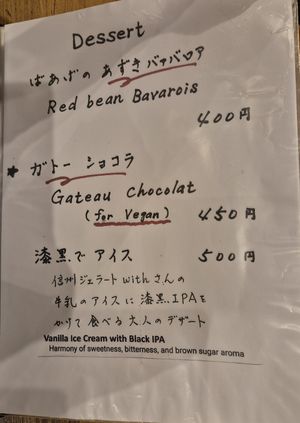 Dessert
ばあばの あずきババロア
Red bean Bavarois
400円
★ ガトー ショコラ
Gateau Chocolat
(for Vegan) 450円
漆黒でアイス 500円
信州ジェラートwithさんの
牛乳のアイスに漆黒IPAを
かけて食べる大人のデザート
Vanilla Ice Cream with Black IPA
Harmony of sweetness, bitterness, and brown sugar aroma